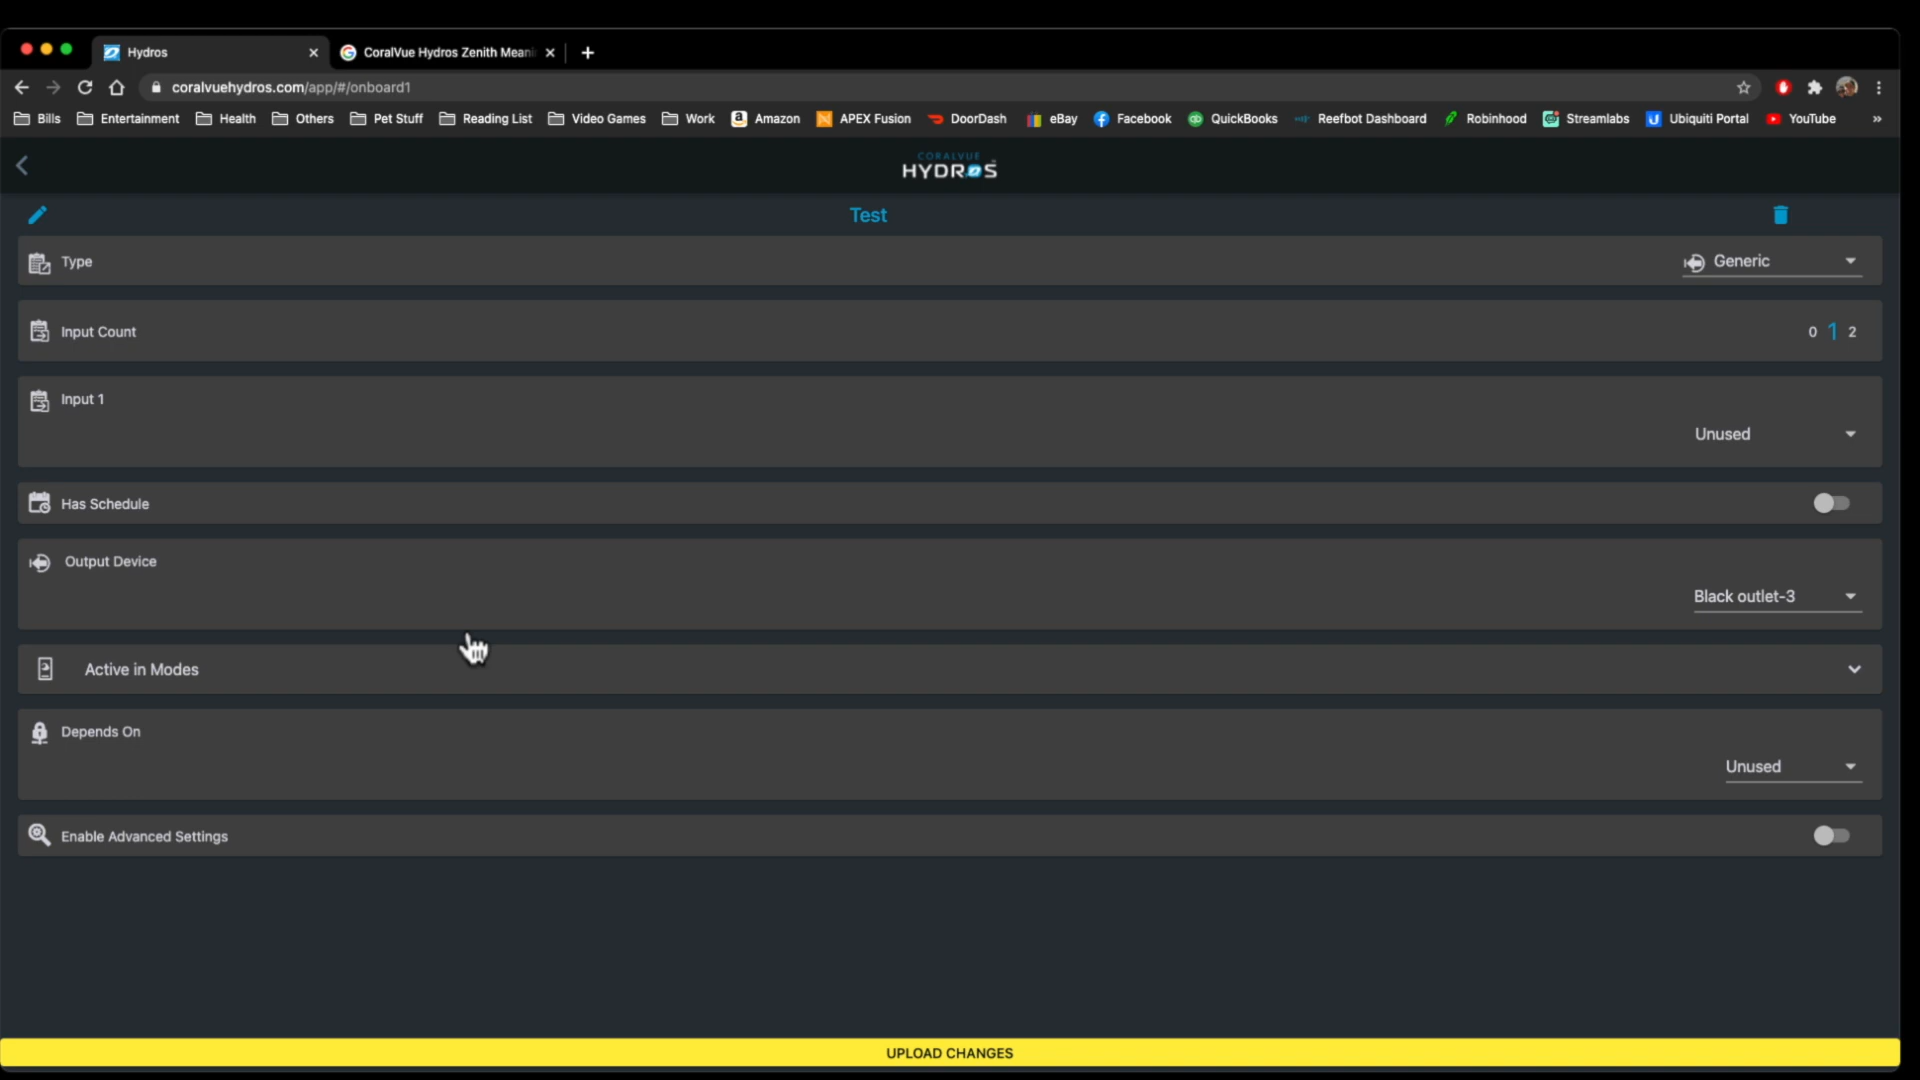 Hydros
CoralVue Hydros Zenith Meani
coralvuehydros.com/app/#/onboard1
Bills
Entertainment
Health
Others
Pet Stuff
Reading List
Video Games
Work
Amazon
APEX Fusion
DoorDash
eBay
Facebook
QuickBooks
Reefbot Dashboard
Robinhood
Streamlabs
Ubiquiti Portal
YouTube
»
CORALVUE
HYDROS
Test
Type
Generic
Input Count
0 1 2
Input 1
Unused
Has Schedule
Output Device
Black outlet-3
Active in Modes
Depends On
Unused
Enable Advanced Settings
UPLOAD CHANGES